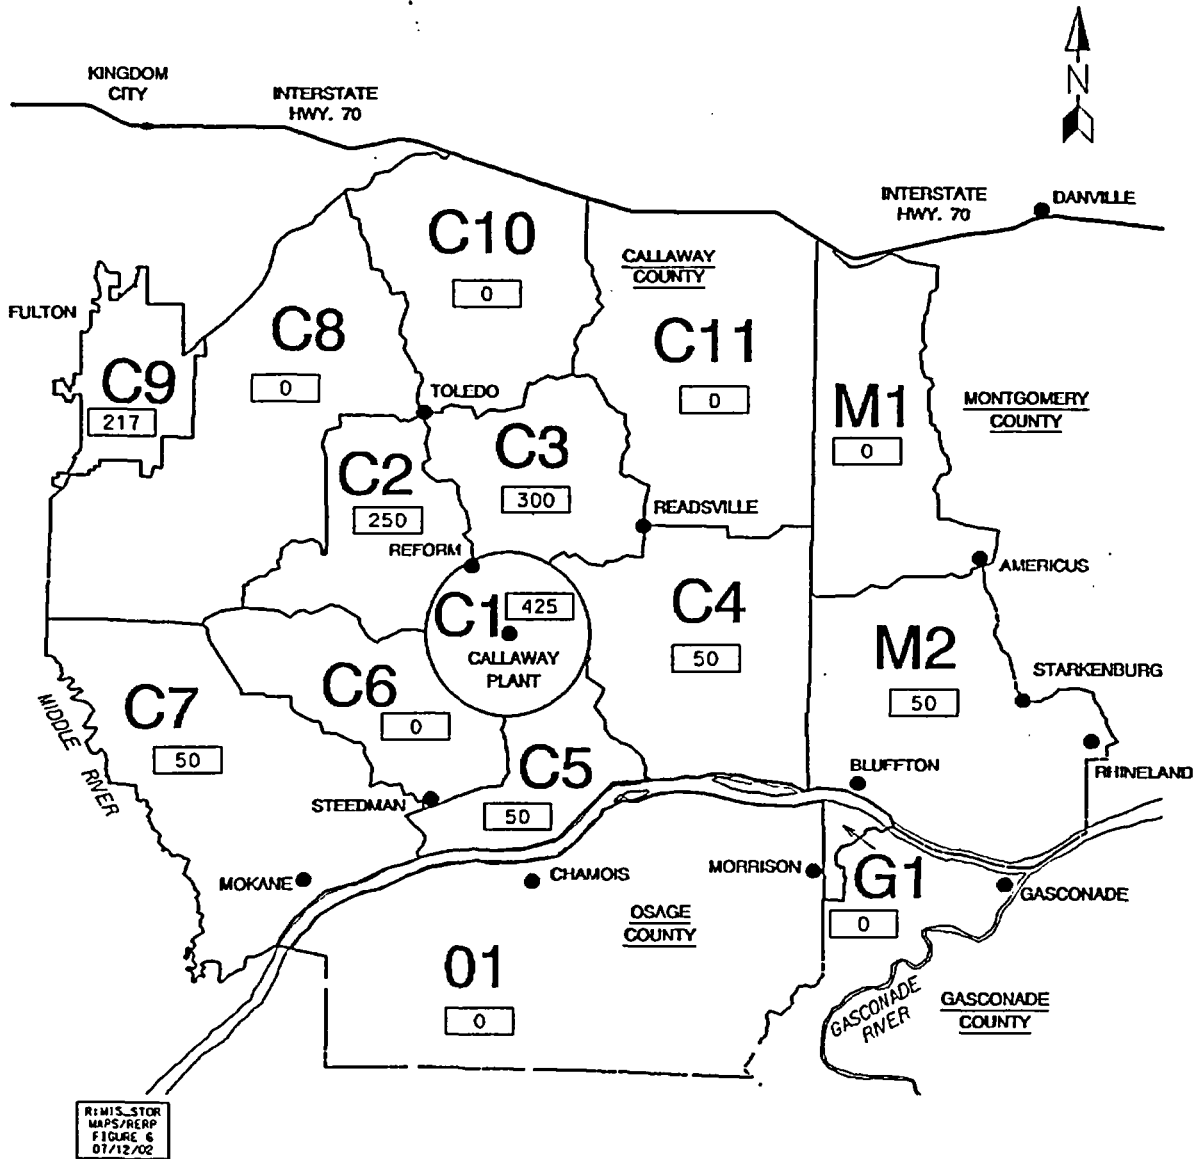 KINGDOM
CITY
INTERSTATE
HWY. 70
N
INTERSTATE
HWY. 70
DANVILLE
C10
0
CALLAWAY
COUNTY
FULTON
C8
0
C9
217
C11
0
TOLEDO
M1
0
MONTGOMERY
COUNTY
C3
300
C2
250
READSVILLE
REFORM
AMERICUS
C1
425
CALLAWAY
PLANT
C4
50
M2
50
STARKENBURG
C6
0
C7
50
MIDDLE RIVER
C5
50
BLUFFTON
RHINELAND
STEEDMAN
MOKANE
CHAMOIS
MORRISON
G1
0
GASCONADE
OSAGE
COUNTY
01
0
GASCONADE
RIVER
GASCONADE
COUNTY
R:MIS_STOR
MAPS/RERP
FIGURE 6
07/12/02